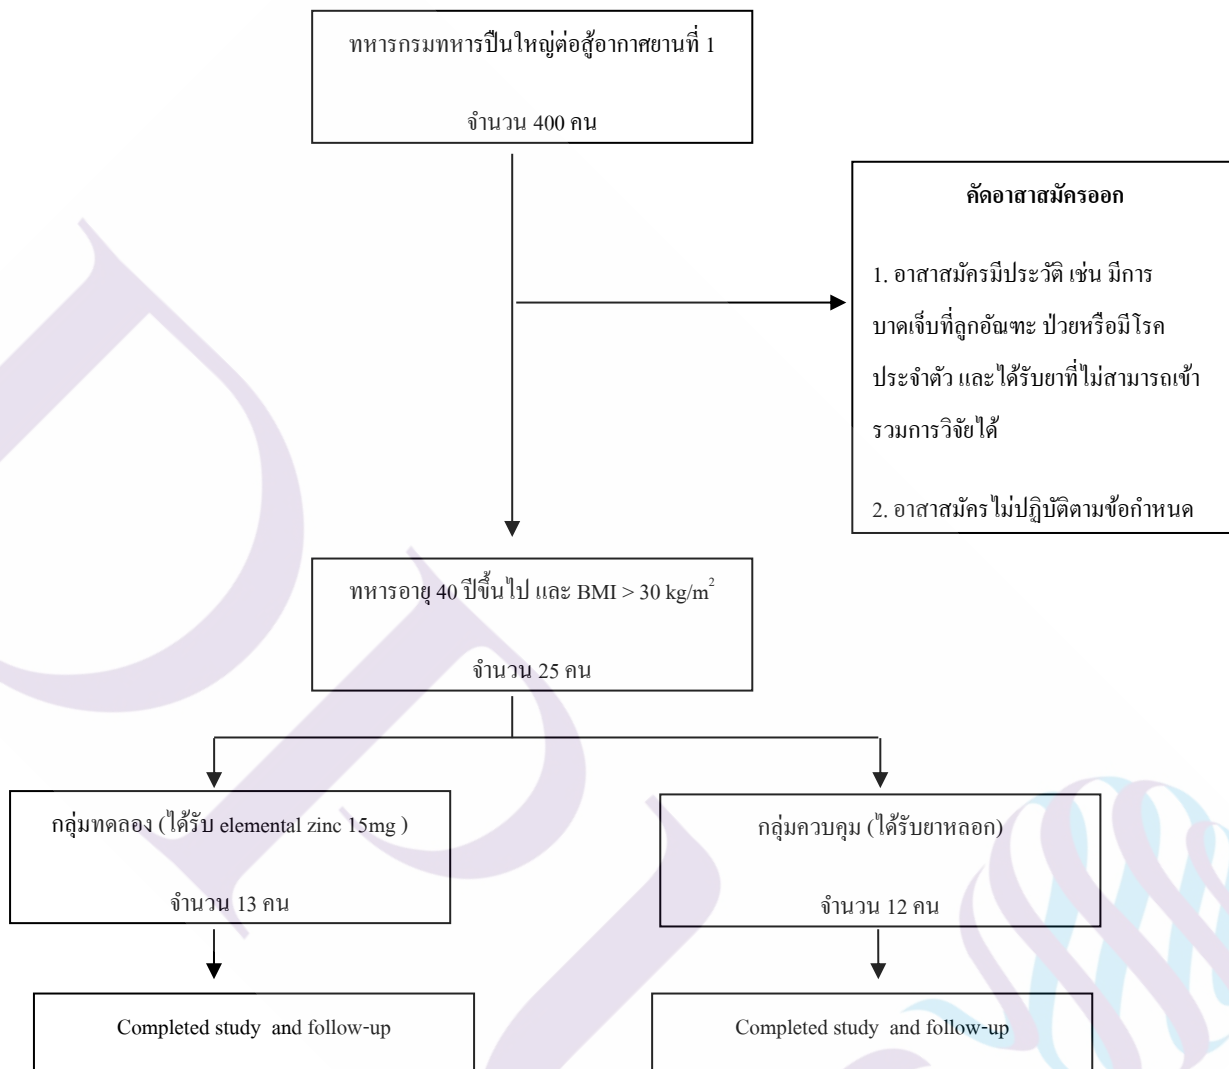 ทหารกรมทหารปืนใหญ่ต่อสู้อากาศยานที่ 1
จำนวน 400 คน
คัดอาสาสมัครออก
1. อาสาสมัครมีประวัติ เช่น มีการ
บาดเจ็บที่ลูกอัณฑะ ป่วยหรือมีโรค
ประจำตัว และได้รับยาที่ไม่สามารถเข้า
รวมการวิจัยได้
2. อาสาสมัครไม่ปฏิบัติตามข้อกำหนด
ทหารอายุ 40 ปีขึ้นไป และ BMI > 30 kg/m²
จำนวน 25 คน
กลุ่มทดลอง (ได้รับ elemental zinc 15mg )
จำนวน 13 คน
กลุ่มควบคุม (ได้รับยาหลอก)
จำนวน 12 คน
Completed study and follow-up
Completed study and follow-up